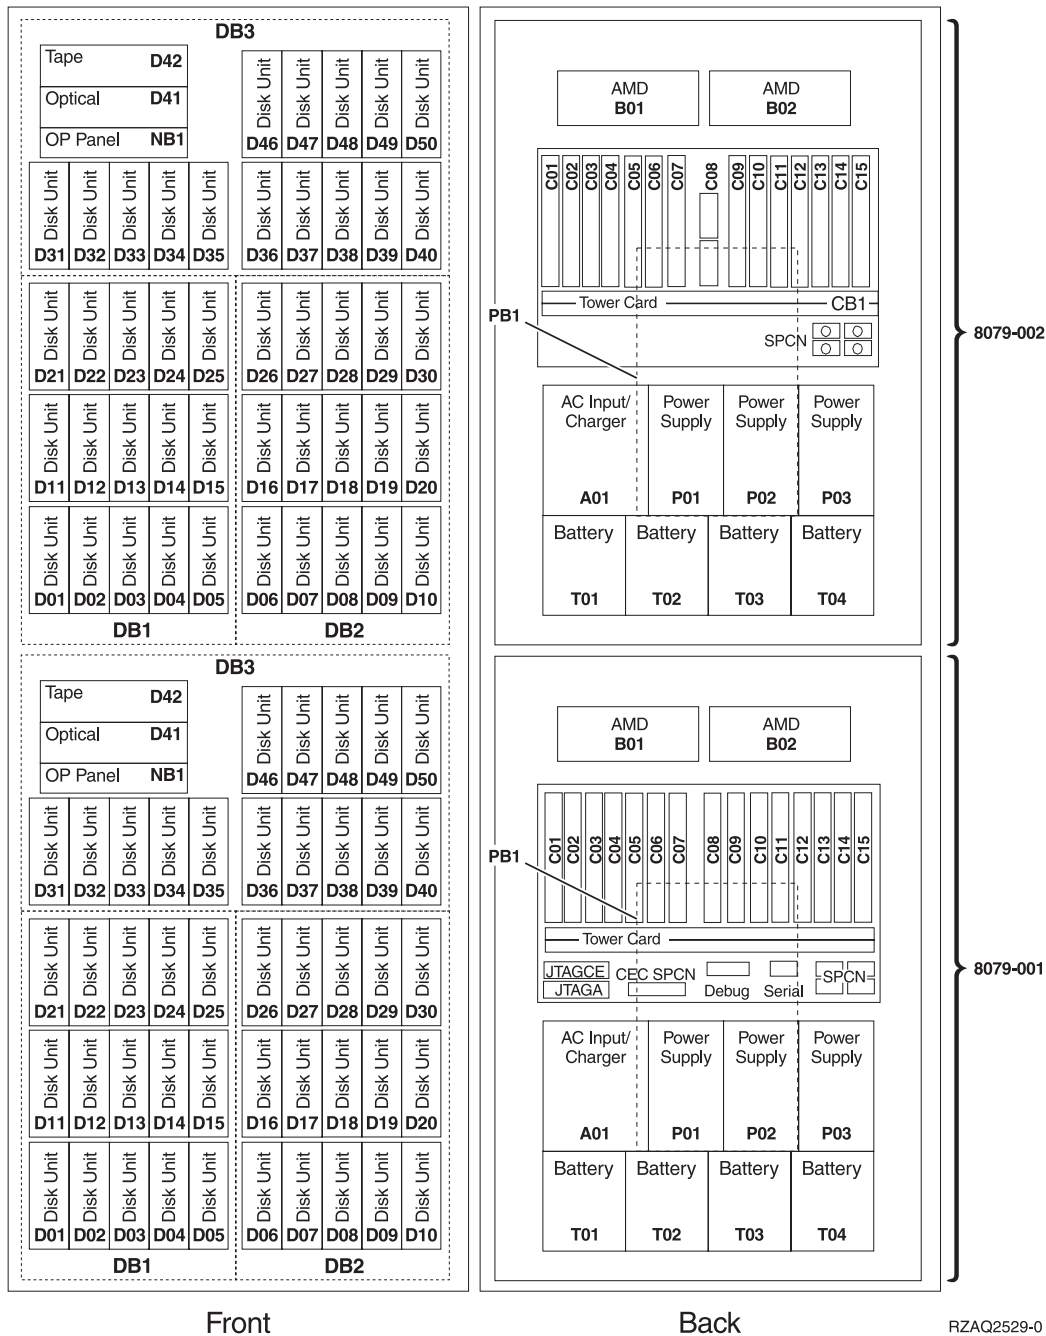 DB3
Tape D42
Optical D41
OP Panel NB1
Disk Unit Disk Unit Disk Unit Disk Unit Disk Unit
D46 D47 D48 D49 D50
Disk Unit Disk Unit Disk Unit Disk Unit Disk Unit Disk Unit Disk Unit Disk Unit Disk Unit Disk Unit
D31 D32 D33 D34 D35 D36 D37 D38 D39 D40
Disk Unit Disk Unit Disk Unit Disk Unit Disk Unit Disk Unit Disk Unit Disk Unit Disk Unit Disk Unit
D21 D22 D23 D24 D25 D26 D27 D28 D29 D30
Disk Unit Disk Unit Disk Unit Disk Unit Disk Unit Disk Unit Disk Unit Disk Unit Disk Unit Disk Unit
D11 D12 D13 D14 D15 D16 D17 D18 D19 D20
Disk Unit Disk Unit Disk Unit Disk Unit Disk Unit Disk Unit Disk Unit Disk Unit Disk Unit Disk Unit
D01 D02 D03 D04 D05 D06 D07 D08 D09 D10
DB1 DB2
DB3
Tape D42
Optical D41
OP Panel NB1
Disk Unit Disk Unit Disk Unit Disk Unit Disk Unit
D46 D47 D48 D49 D50
Disk Unit Disk Unit Disk Unit Disk Unit Disk Unit Disk Unit Disk Unit Disk Unit Disk Unit Disk Unit
D31 D32 D33 D34 D35 D36 D37 D38 D39 D40
Disk Unit Disk Unit Disk Unit Disk Unit Disk Unit Disk Unit Disk Unit Disk Unit Disk Unit Disk Unit
D21 D22 D23 D24 D25 D26 D27 D28 D29 D30
Disk Unit Disk Unit Disk Unit Disk Unit Disk Unit Disk Unit Disk Unit Disk Unit Disk Unit Disk Unit
D11 D12 D13 D14 D15 D16 D17 D18 D19 D20
Disk Unit Disk Unit Disk Unit Disk Unit Disk Unit Disk Unit Disk Unit Disk Unit Disk Unit Disk Unit
D01 D02 D03 D04 D05 D06 D07 D08 D09 D10
DB1 DB2
Front
AMD AMD
B01 B02
C01 C02 C03 C04 C05 C06 C07 C08 C09 C10 C11 C12 C13 C14 C15
Tower Card CB1
PB1
SPCN
8079-002
AC Input/ Power Power Power
Charger Supply Supply Supply
A01 P01 P02 P03
Battery Battery Battery Battery
T01 T02 T03 T04
AMD AMD
B01 B02
C01 C02 C03 C04 C05 C06 C07 C08 C09 C10 C11 C12 C13 C14 C15
PB1
Tower Card
JTAGCE CEC SPCN SPCN
JTAGA Debug Serial
8079-001
AC Input/ Power Power Power
Charger Supply Supply Supply
A01 P01 P02 P03
Battery Battery Battery Battery
T01 T02 T03 T04
Back
RZAQ2529-0